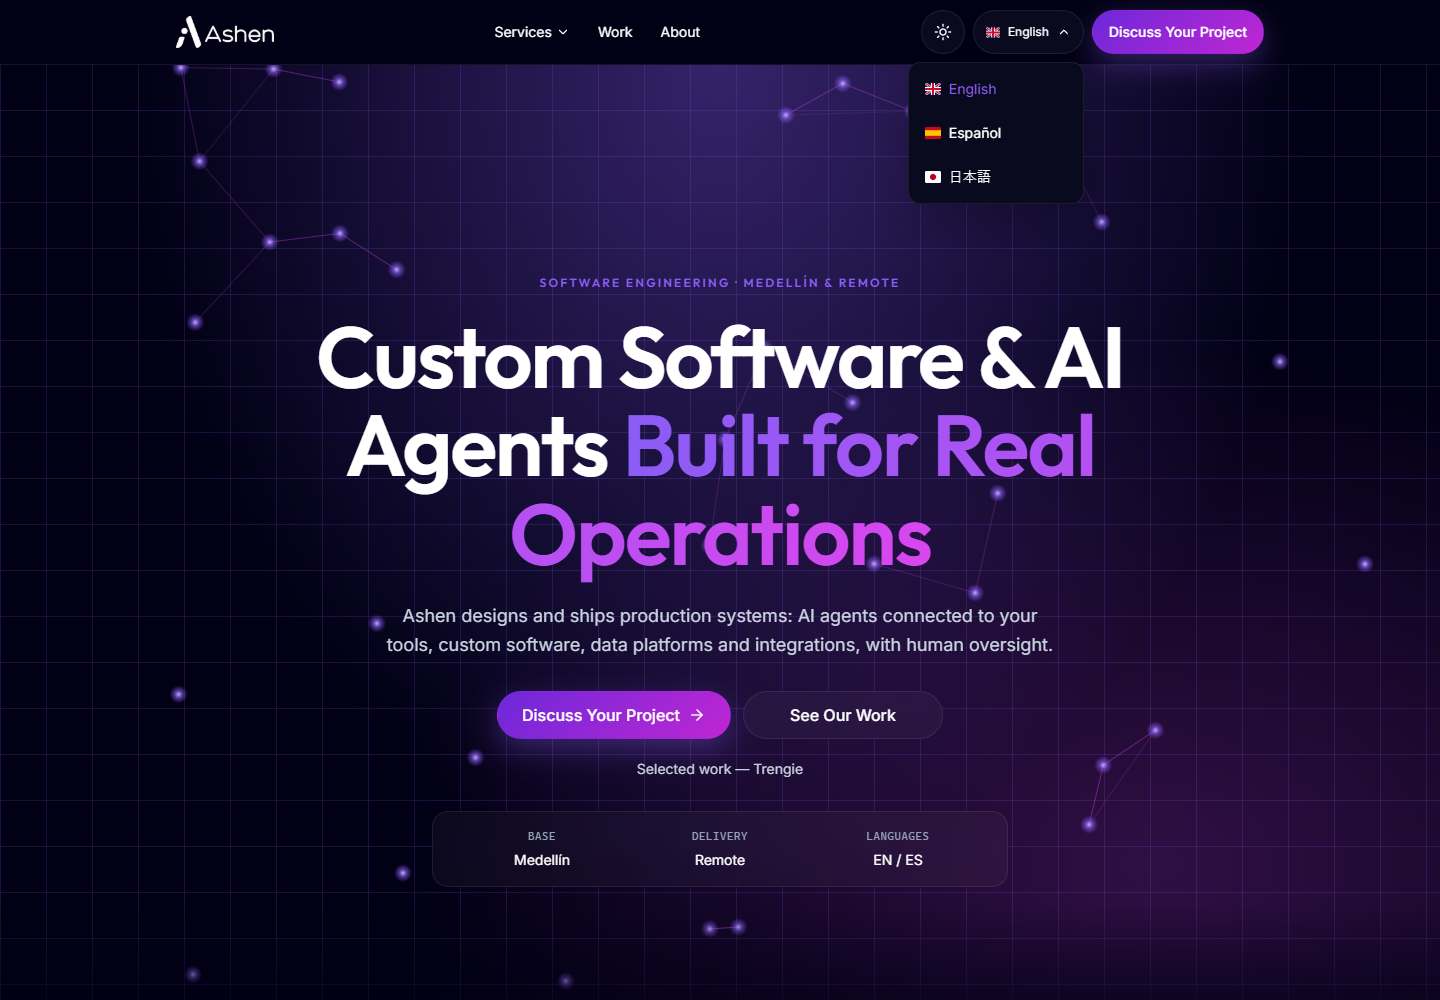 Ashen
Services
Work
About
English
Discuss Your Project
English
Español
日本語
SOFTWARE ENGINEERING · MEDELLÍN & REMOTE
Custom Software & AI
Agents Built for Real
Operations
Ashen designs and ships production systems: AI agents connected to your
tools, custom software, data platforms and integrations, with human oversight.
Discuss Your Project →
See Our Work
Selected work — Trengie
BASE
Medellín
DELIVERY
Remote
LANGUAGES
EN / ES